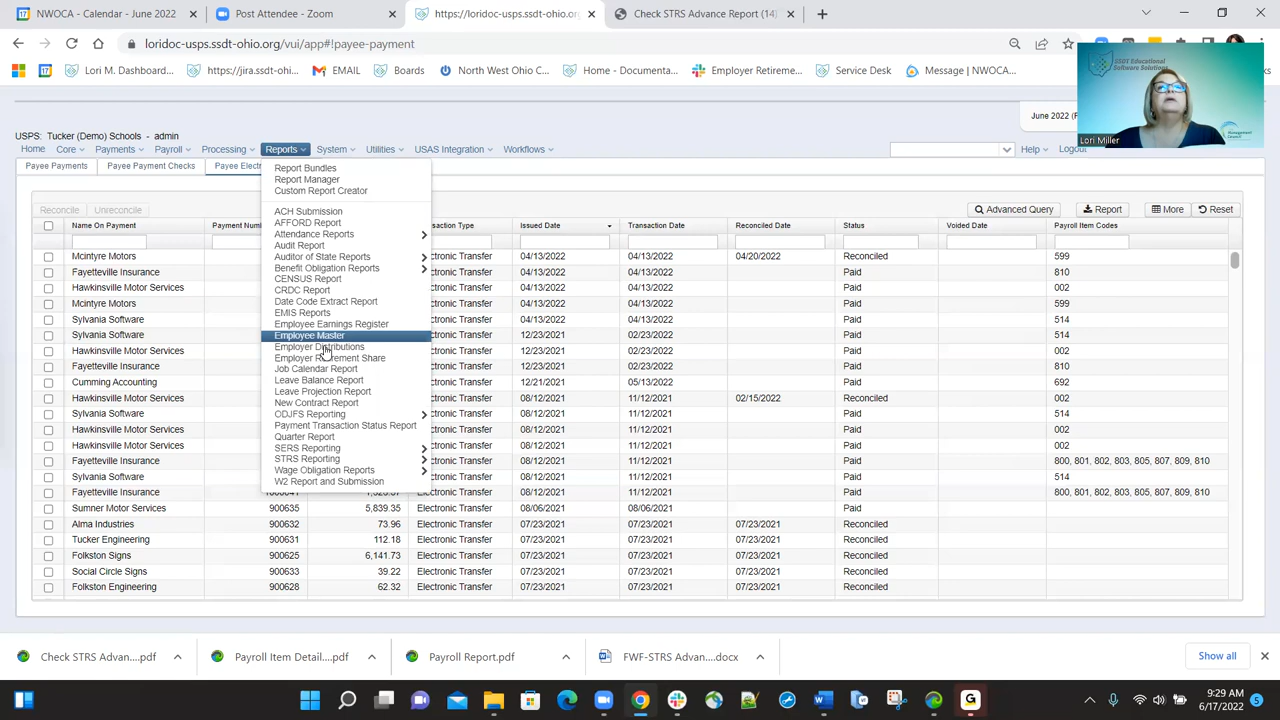 NWOCA - Calendar - June 2022
Post Attendee - Zoom
https://loridoc-usps.ssdt-ohio.org
Check STRS Advance Report (14)
loridoc-usps.ssdt-ohio.org/vui/app#!payee-payment
Lori M. Dashboard...
https://jira.ssdt-ohi...
EMAIL
Boards
North West Ohio C...
Home - Documenta...
Employer Retireme...
Service Des
Message | NWOCA...
SSDT Educational
Software Solutions
Lori Miller
June 2022 (F
USPS: Tucker (Demo) Schools - admin
Home Core Payments Payroll Processing Reports System Utilities USAS Integration Workflows Help Logout
Payee Payments Payee Payment Checks Payee Electr
Report Bundles
Report Manager
Custom Report Creator
ACH Submission
AFFORD Report
Attendance Reports
Audit Report
Auditor of State Reports
Benefit Obligation Reports
CENSUS Report
CRDC Report
Date Code Extract Report
EMIS Reports
Employee Earnings Register
Employee Master
Employer Distributions
Employer Retirement Share
Job Calendar Report
Leave Balance Report
Leave Projection Report
New Contract Report
ODJFS Reporting
Payment Transaction Status Report
Quarter Report
SERS Reporting
STRS Reporting
Wage Obligation Reports
W2 Report and Submission
Reconcile Unreconcile Advanced Query Report More Reset
Name On Payment Payment Num saction Type Issued Date Transaction Date Reconciled Date Status Voided Date Payroll Item Codes
Mcintyre Motors ctronic Transfer 04/13/2022 04/13/2022 04/20/2022 Reconciled 599
Fayetteville Insurance ctronic Transfer 04/13/2022 04/13/2022 Paid 810
Hawkinsville Motor Services ctronic Transfer 04/13/2022 04/13/2022 Paid 002
Mcintyre Motors ctronic Transfer 04/13/2022 04/13/2022 Paid 599
Sylvania Software ctronic Transfer 04/13/2022 04/13/2022 Paid 514
Sylvania Software ctronic Transfer 12/23/2021 02/23/2022 Paid 514
Hawkinsville Motor Services ctronic Transfer 12/23/2021 02/23/2022 Paid 002
Fayetteville Insurance ctronic Transfer 12/23/2021 02/23/2022 Paid 810
Cumming Accounting ctronic Transfer 12/21/2021 05/13/2022 Paid 692
Hawkinsville Motor Services ctronic Transfer 08/12/2021 11/12/2021 02/15/2022 Reconciled 002
Sylvania Software ctronic Transfer 08/12/2021 11/12/2021 Paid 514
Hawkinsville Motor Services ctronic Transfer 08/12/2021 11/12/2021 Paid 002
Hawkinsville Motor Services ctronic Transfer 08/12/2021 11/12/2021 Paid 002
Fayetteville Insurance ctronic Transfer 08/12/2021 11/12/2021 Paid 800, 801, 802, 803, 805, 807, 809, 810
Sylvania Software ctronic Transfer 08/12/2021 11/12/2021 Paid 514
Fayetteville Insurance Electronic Transfer 08/12/2021 11/12/2021 Paid 800, 801, 802, 803, 805, 807, 809, 810
Sumner Motor Services 900635 5,839.35 Electronic Transfer 08/06/2021 08/06/2021 Paid
Alma Industries 900632 73.96 Electronic Transfer 07/23/2021 07/23/2021 07/23/2021 Reconciled
Tucker Engineering 900631 112.18 Electronic Transfer 07/23/2021 07/23/2021 07/23/2021 Reconciled
Folkston Signs 900625 6,141.73 Electronic Transfer 07/23/2021 07/23/2021 07/23/2021 Reconciled
Social Circle Signs 900633 39.22 Electronic Transfer 07/23/2021 07/23/2021 07/23/2021 Reconciled
Folkston Engineering 900628 62.32 Electronic Transfer 07/23/2021 07/23/2021 07/23/2021 Reconciled
Check STRS Advan....pdf
Payroll Item Detail....pdf
Payroll Report.pdf
FWF-STRS Advan....docx
Show all
9:29 AM
6/17/2022